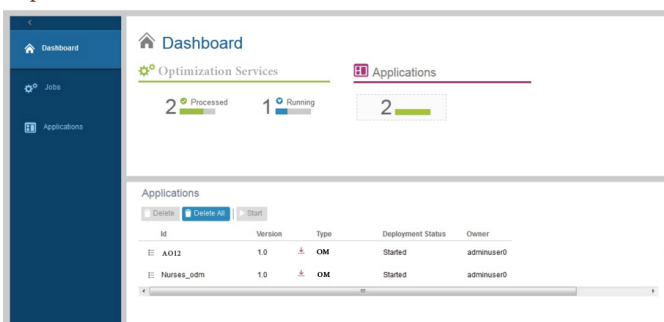 Dashboard
Jobs
Applications
Dashboard
Optimization Services
Applications
2 Processed
1 Running
2
Applications
Delete Delete All Start
Id Version Type Deployment Status Owner
AO12 1.0 OM Started adminuser0
Nurses_odm 1.0 OM Started adminuser0